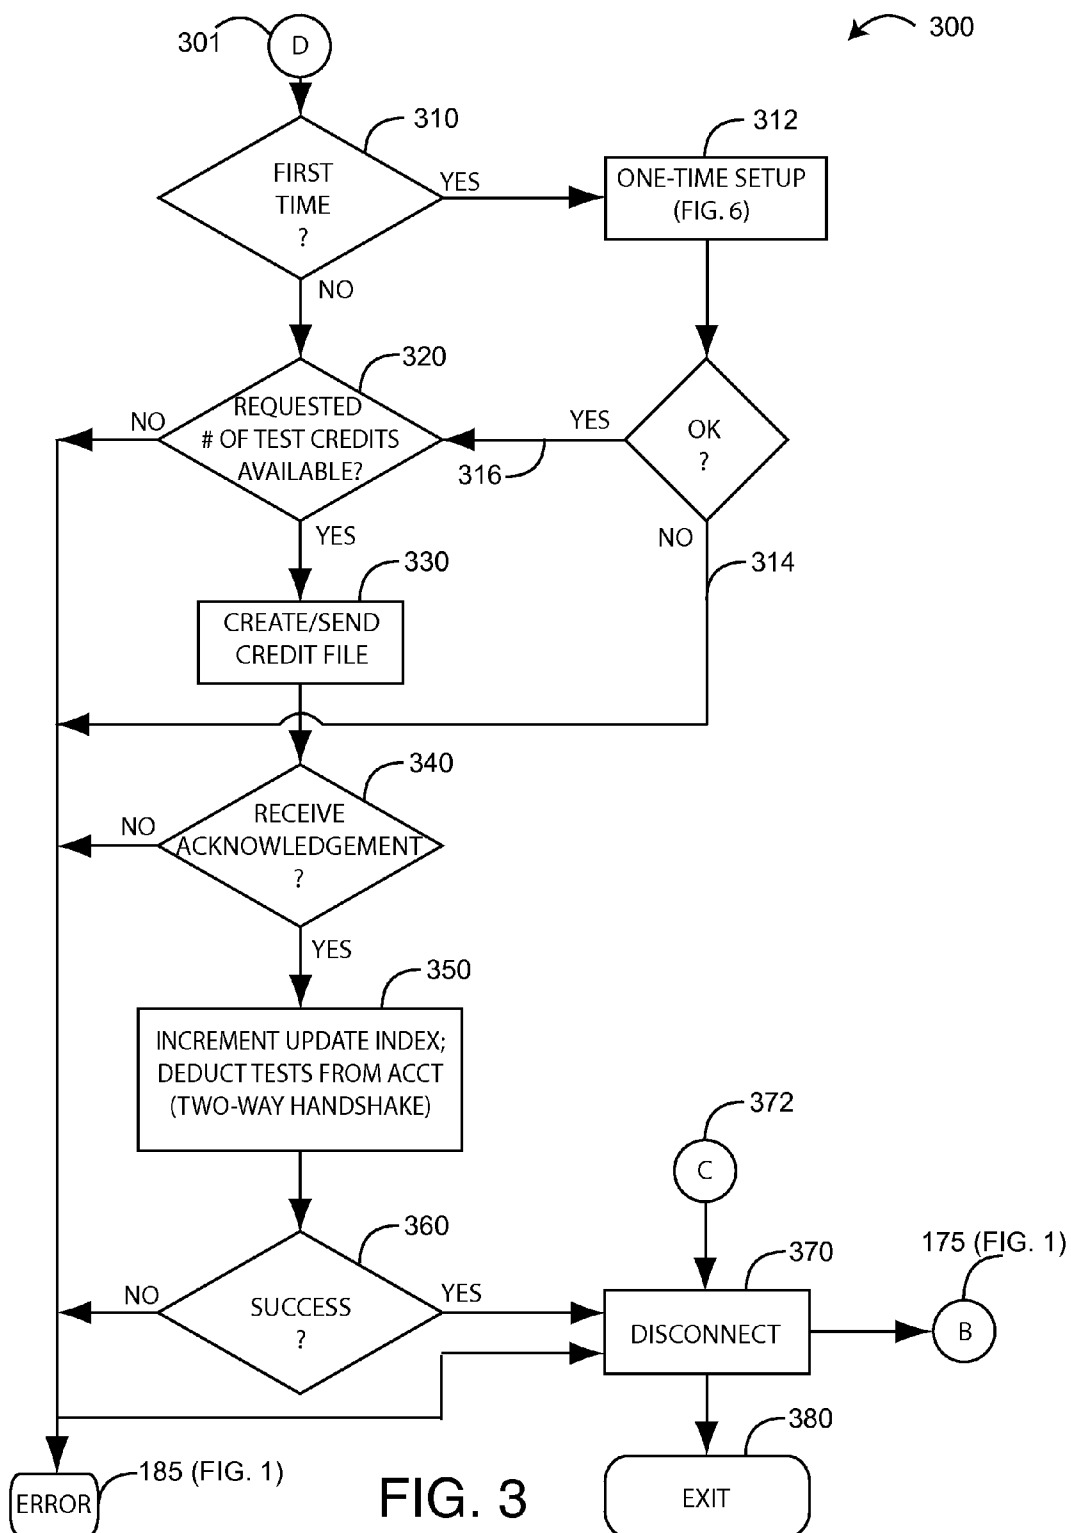 301
D
300
310
FIRST
TIME
?
YES
312
ONE-TIME SETUP
(FIG. 6)
NO
320
REQUESTED
# OF TEST CREDITS
AVAILABLE?
NO
YES
316
OK
?
YES
NO
314
330
CREATE/SEND
CREDIT FILE
340
RECEIVE
ACKNOWLEDGEMENT
?
NO
YES
350
INCREMENT UPDATE INDEX;
DEDUCT TESTS FROM ACCT
(TWO-WAY HANDSHAKE)
372
C
360
SUCCESS
?
NO
YES
370
DISCONNECT
175 (FIG. 1)
B
380
EXIT
185 (FIG. 1)
ERROR
FIG. 3